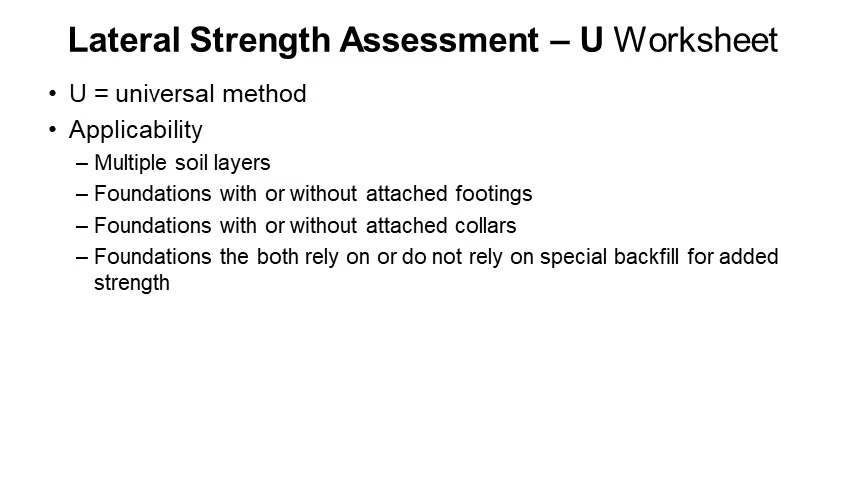 Lateral Strength Assessment – U Worksheet
• U = universal method
• Applicability
– Multiple soil layers
– Foundations with or without attached footings
– Foundations with or without attached collars
– Foundations the both rely on or do not rely on special backfill for added
strength